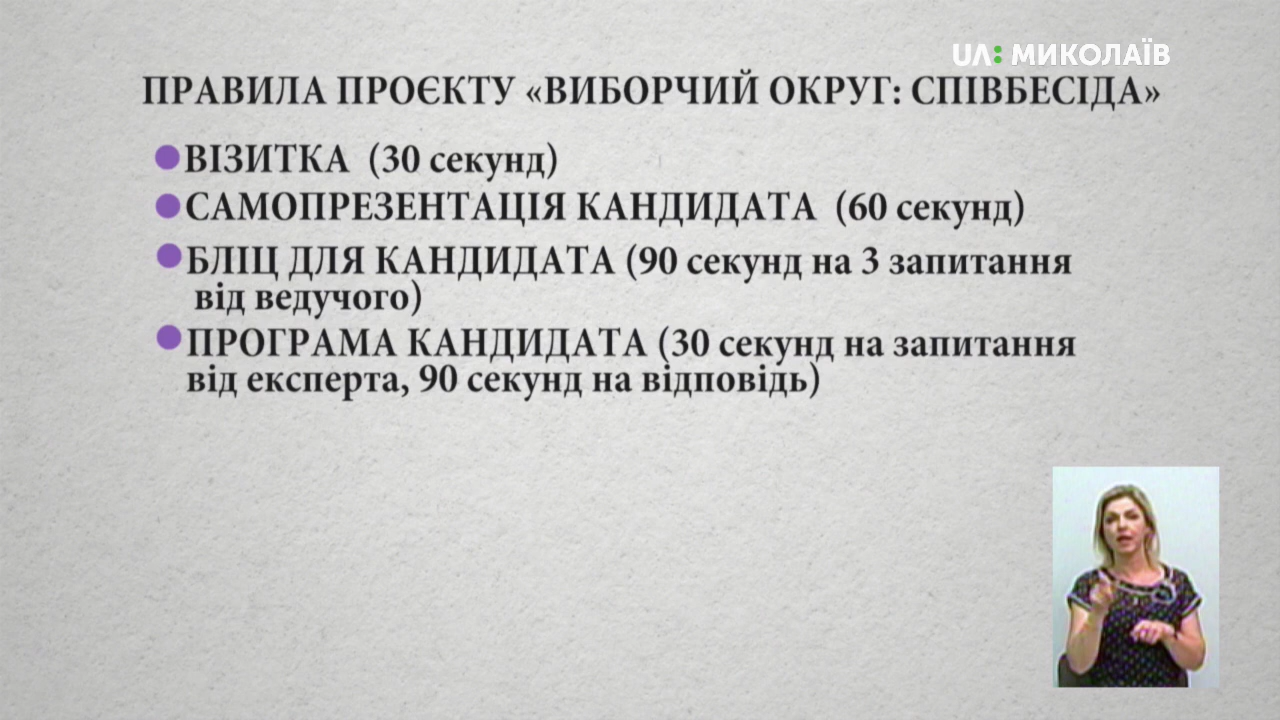 UA: МИКОЛАЇВ
ПРАВИЛА ПРОЄКТУ «ВИБОРЧИЙ ОКРУГ: СПІВБЕСІДА»
ВІЗИТКА (30 секунд)
САМОПРЕЗЕНТАЦІЯ КАНДИДАТА (60 секунд)
БЛІЦ ДЛЯ КАНДИДАТА (90 секунд на 3 запитання
від ведучого)
ПРОГРАМА КАНДИДАТА (30 секунд на запитання
від експерта, 90 секунд на відповідь)